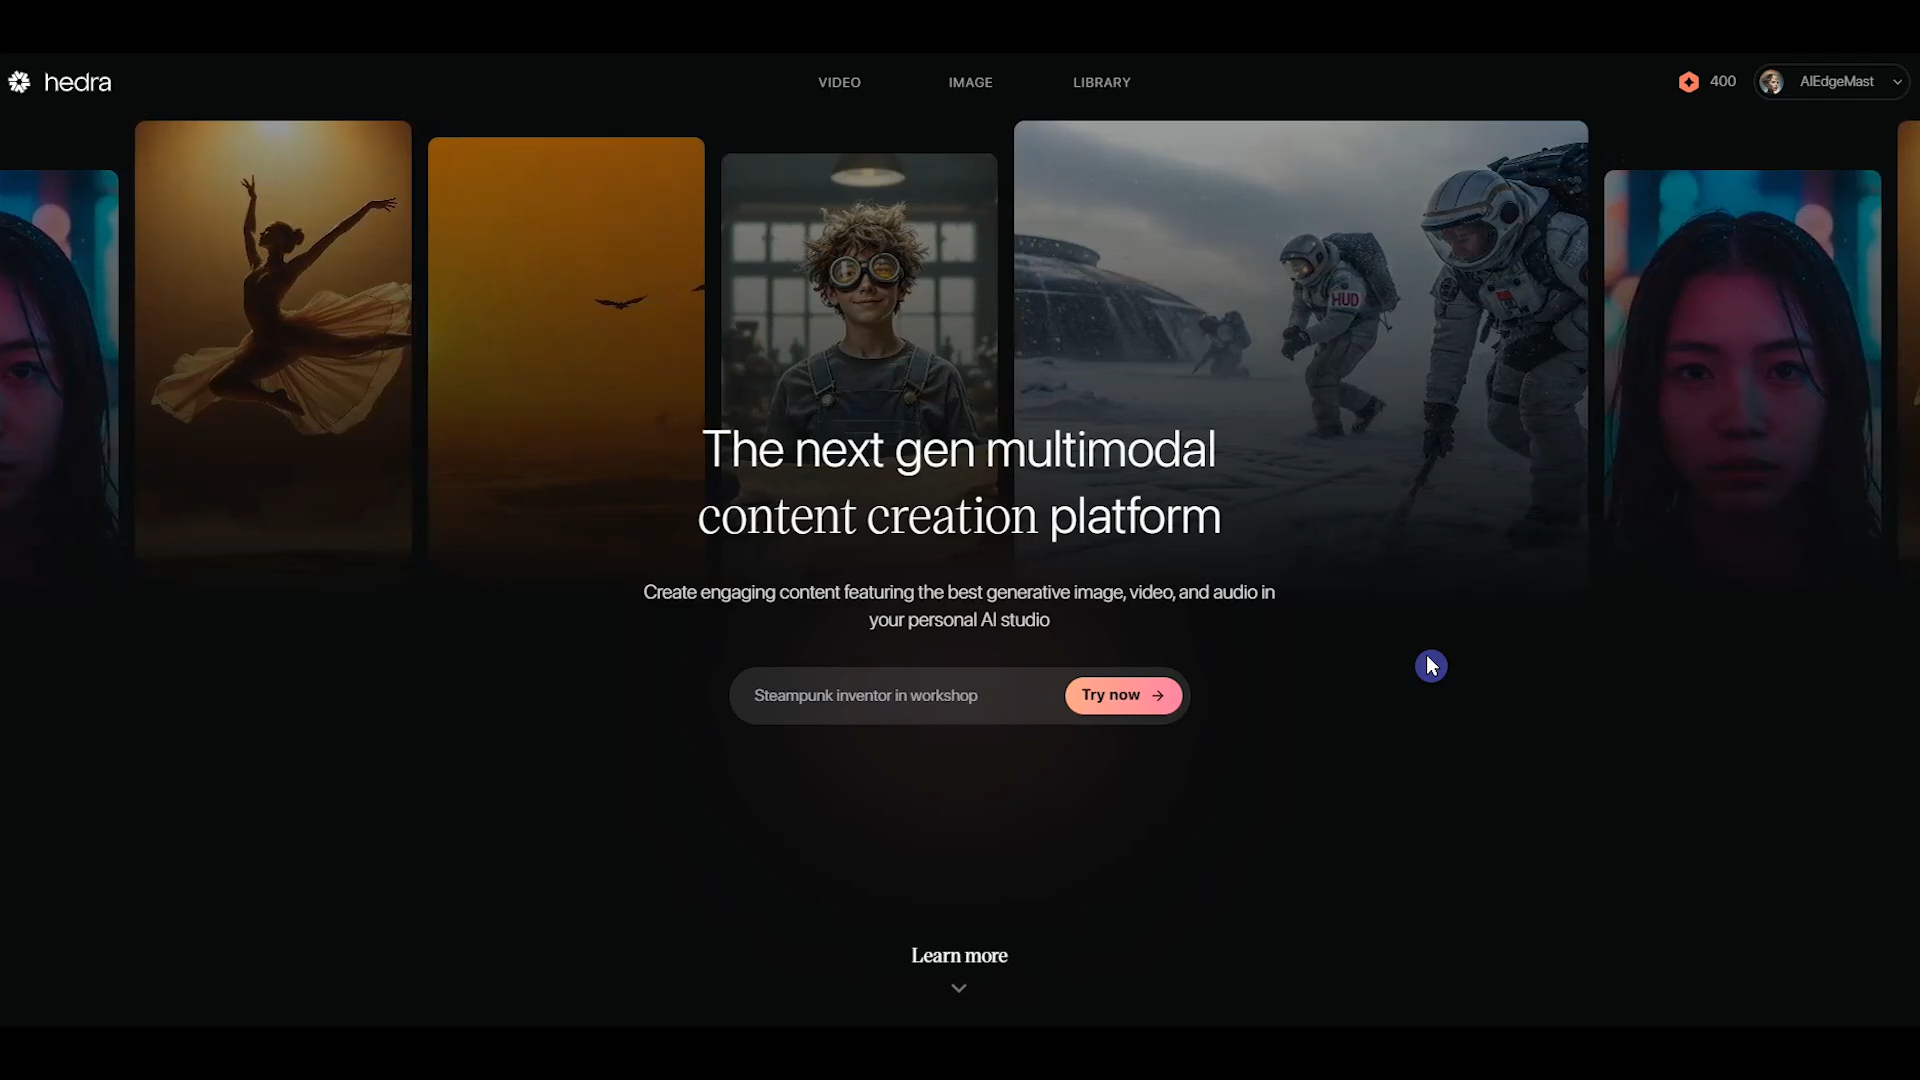 hedra
VIDEO
IMAGE
LIBRARY
400
AIEdgeMast
HUD
The next gen multimodal
content creation platform
Create engaging content featuring the best generative image, video, and audio in
your personal AI studio
Steampunk inventor in workshop
Try now
Learn more